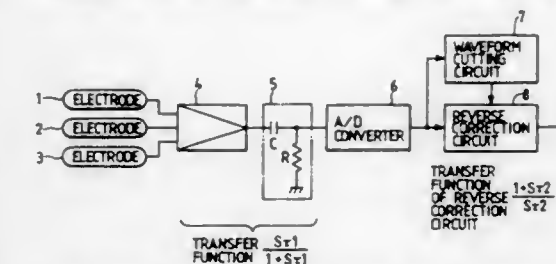 7
WAVEFORM
CUTTING
CIRCUIT
4
5
6
8
1
ELECTRODE
2
ELECTRODE
3
ELECTRODE
C
R
A/D
CONVERTER
REVERSE
CORRECTION
CIRCUIT
TRANSFER
FUNCTION
OF REVERSE
CORRECTION
CIRCUIT
1+Sτ2
Sτ2
TRANSFER
FUNCTION
Sτ1
1+Sτ1